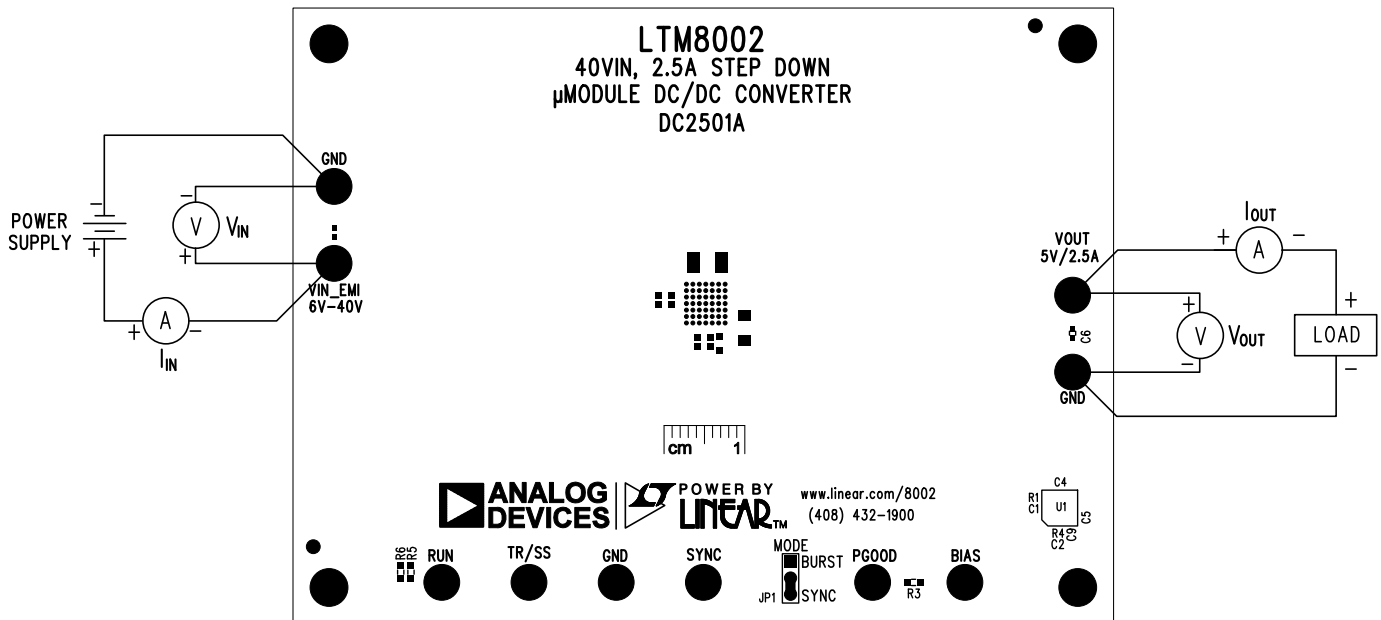 LTM8002
40VIN, 2.5A STEP DOWN
µMODULE DC/DC CONVERTER
DC2501A
GND
POWER
SUPPLY
-
+
-
V
+
VIN
VIN_EMI
6V-40V
+
A
-
IIN
VOUT
5V/2.5A
IOUT
+
A
-
+
V
-
VOUT
C6
+
LOAD
-
GND
cm 1
ANALOG
DEVICES
POWER BY
LINEAR™
www.linear.com/8002
(408) 432-1900
C4
R1
C1
U1
C5
R4
C2
C9
R6
R5
RUN
TR/SS
GND
SYNC
MODE
BURST
JP1
SYNC
PGOOD
R3
BIAS